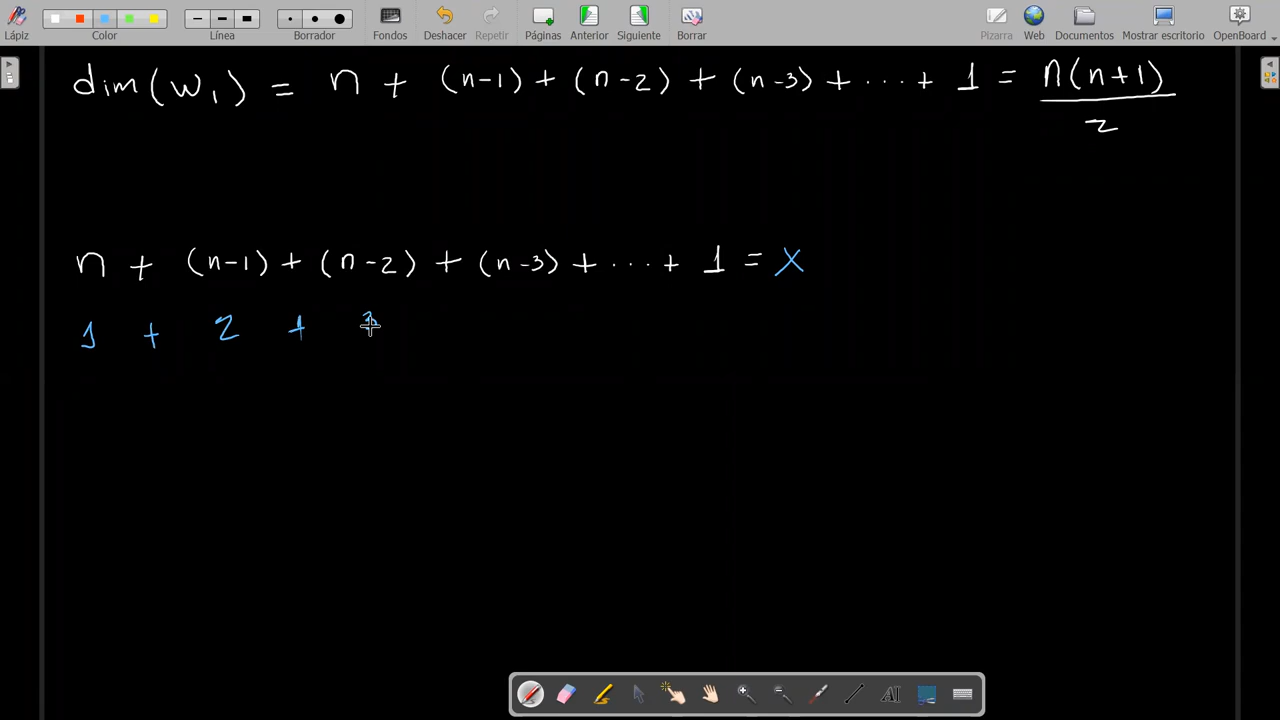 Lápiz Color Línea Borrador Fondos Deshacer Repetir Páginas Anterior Siguiente Borrar Pizarra Web Documentos Mostrar escritorio OpenBoard
dim(W₁) = n + (n-1) + (n-2) + (n-3) + ... + 1 = n(n+1)/2
n + (n-1) + (n-2) + (n-3) + ... + 1 = x
1 + 2 + 3